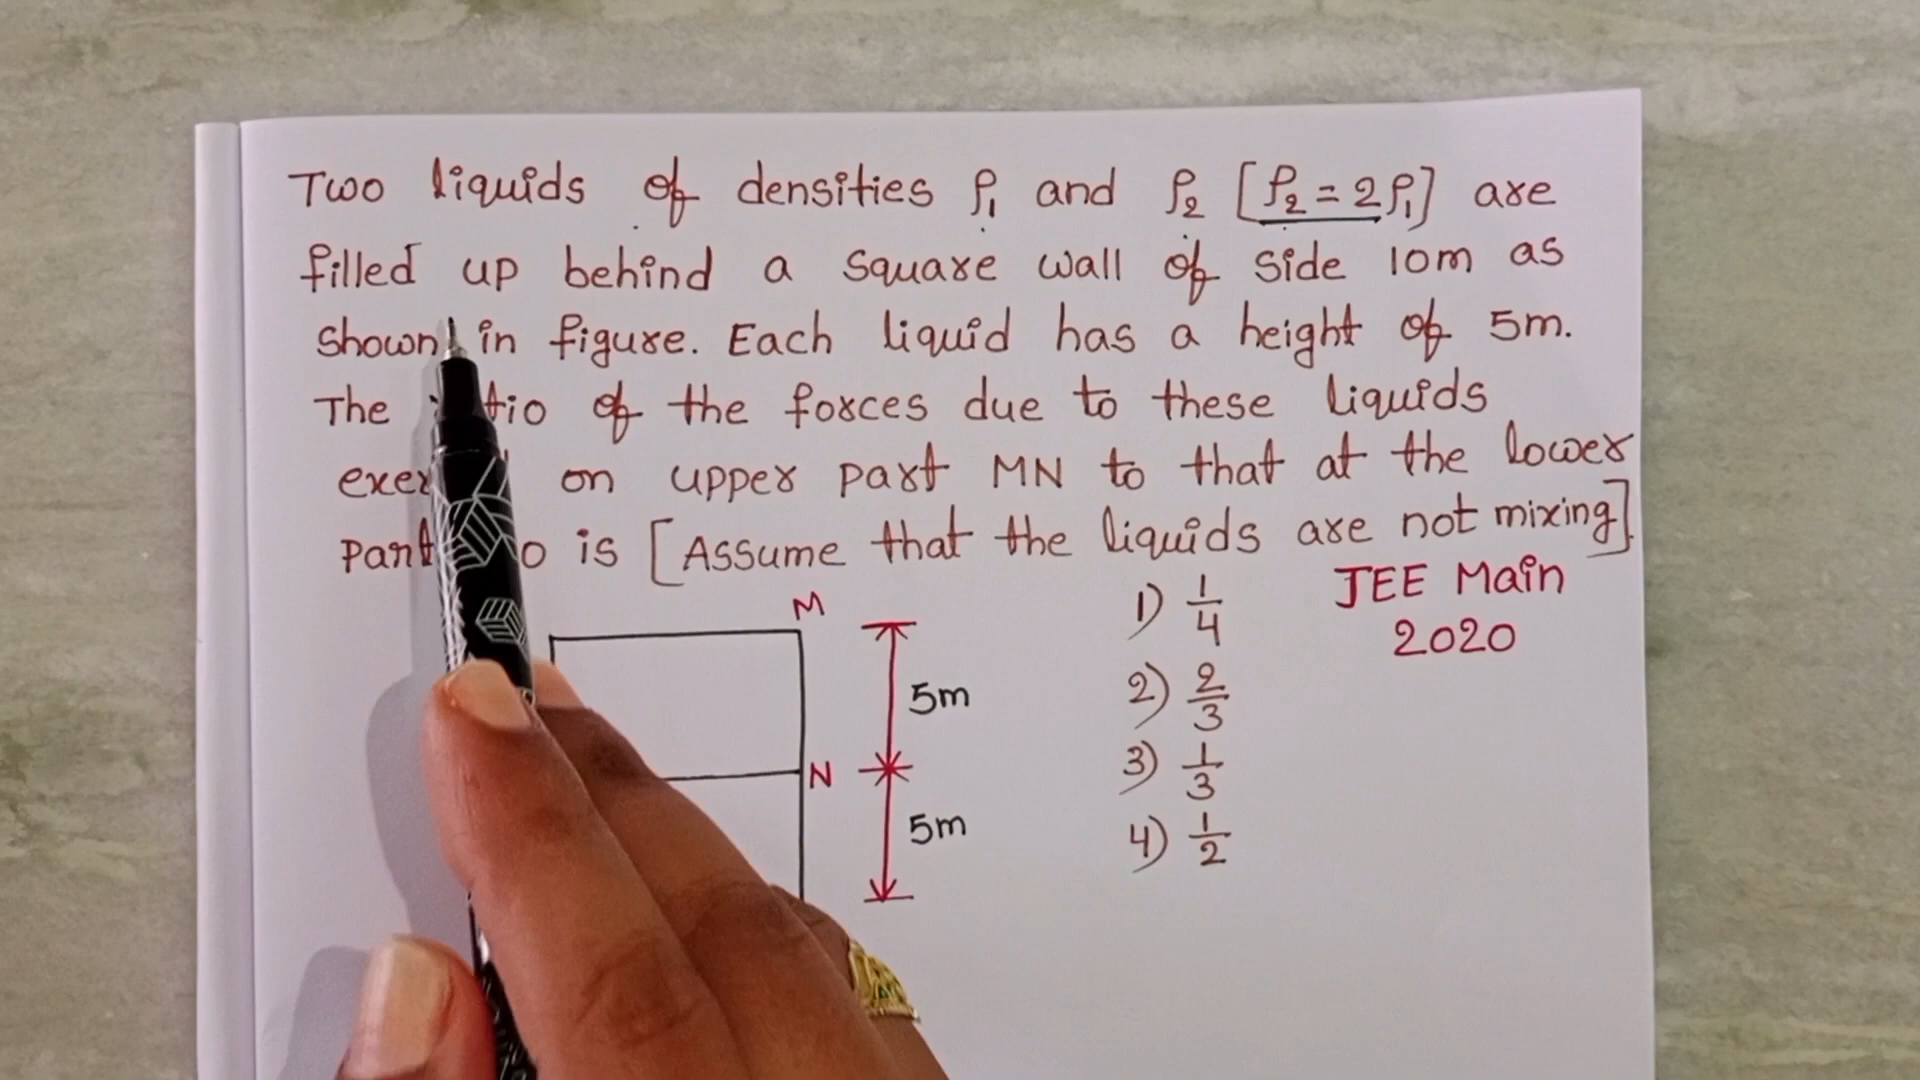 Two liquids of densities ρ₁ and ρ₂ [ρ₂ = 2ρ₁] are
filled up behind a square wall of side 10m as
shown in figure. Each liquid has a height of 5m.
The of the forces due to these liquids
on upper part MN to that at the lower
part is [Assume that the liquids are not mixing].
JEE Main
2020
M
5m
N
5m
1) 1/4
2) 2/3
3) 1/3
4) 1/2